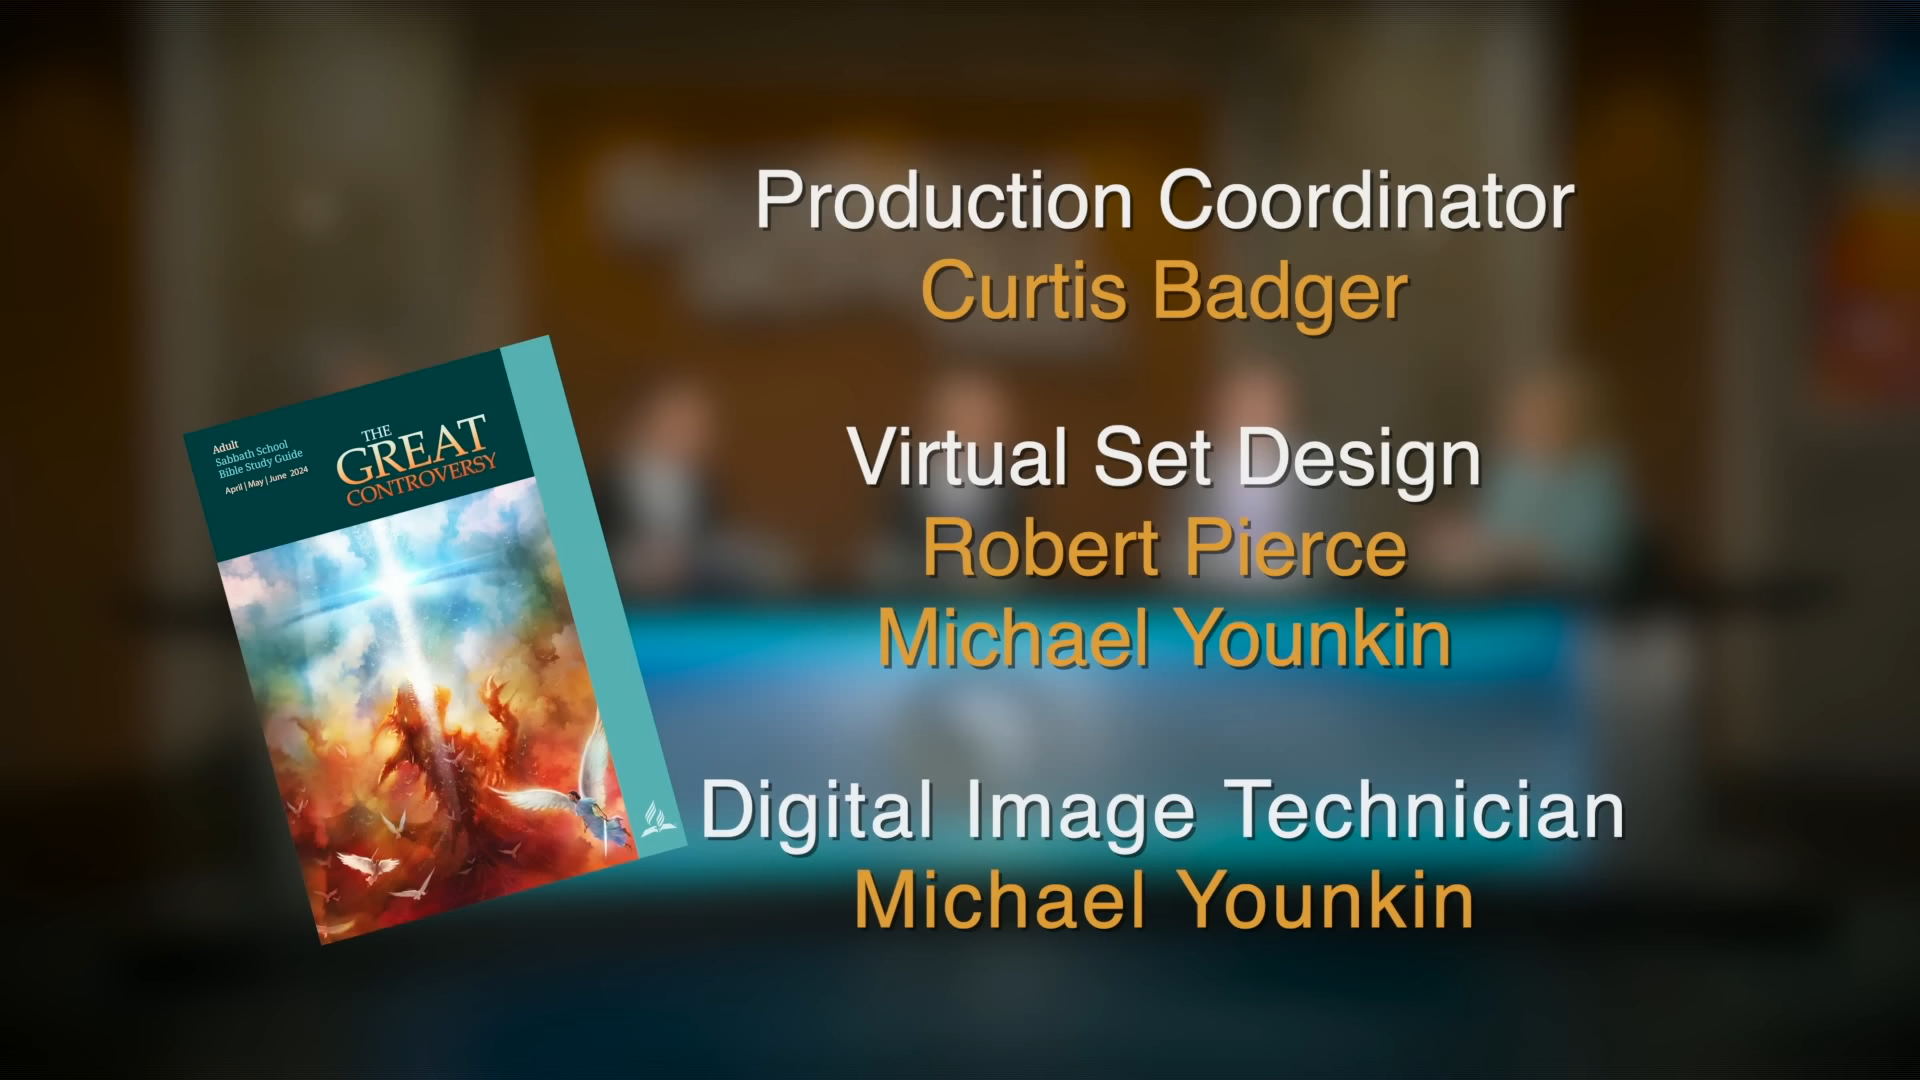 Production Coordinator
Curtis Badger
Virtual Set Design
Robert Pierce
Michael Younkin
Digital Image Technician
Michael Younkin
Adult
Sabbath School
Bible Study Guide
April | May | June 2024
THE
GREAT
CONTROVERSY